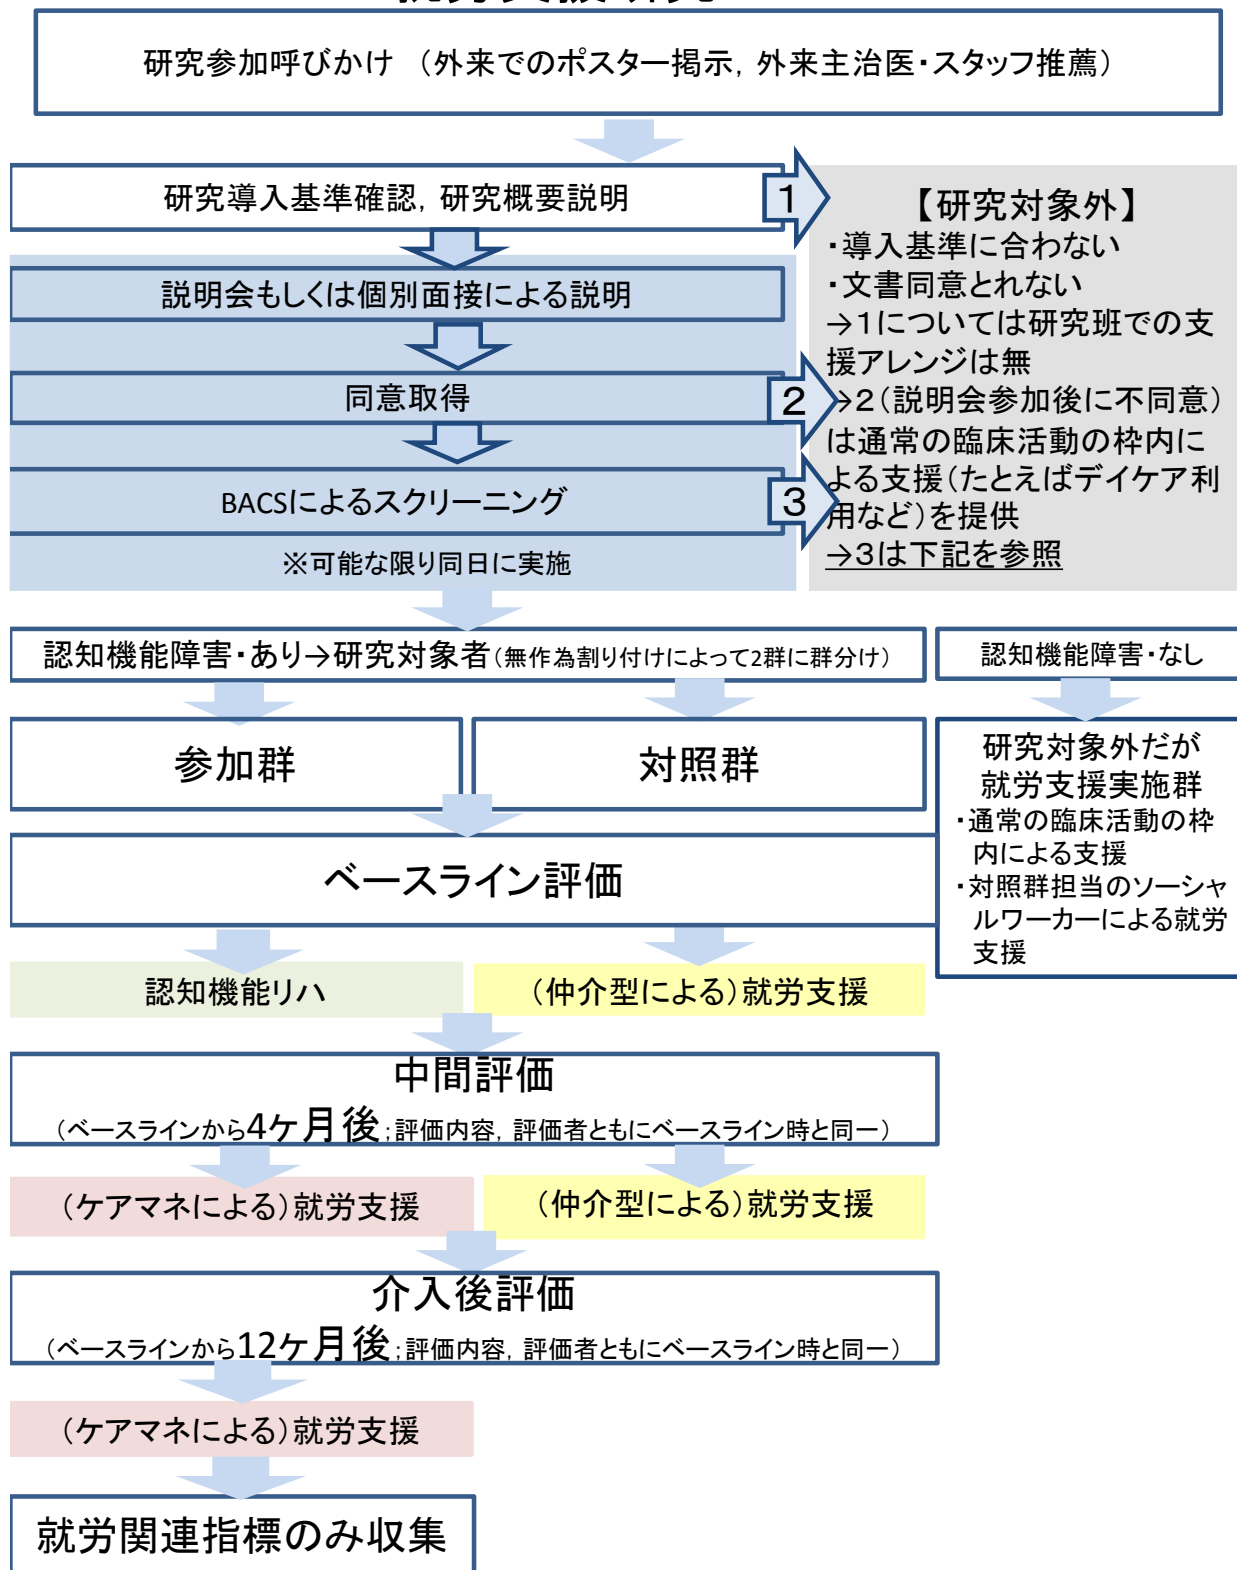 研究参加呼びかけ （外来でのポスター掲示，外来主治医・スタッフ推薦）
研究導入基準確認，研究概要説明
1
説明会もしくは個別面接による説明
同意取得
2
BACSによるスクリーニング
3
※可能な限り同日に実施
【研究対象外】
・導入基準に合わない
・文書同意とれない
→１については研究班での支
援アレンジは無
→２（説明会参加後に不同意）
は通常の臨床活動の枠内に
よる支援（たとえばデイケア利
用など）を提供
→３は下記を参照
認知機能障害・あり→研究対象者（無作為割り付けによって2群に群分け）
認知機能障害・なし
参加群
対照群
研究対象外だが
就労支援実施群
・通常の臨床活動の枠
内による支援
・対照群担当のソーシャ
ルワーカーによる就労
支援
ベースライン評価
認知機能リハ
（仲介型による）就労支援
中間評価
（ベースラインから4ヶ月後；評価内容，評価者ともにベースライン時と同一）
（ケアマネによる）就労支援
（仲介型による）就労支援
介入後評価
（ベースラインから12ヶ月後；評価内容，評価者ともにベースライン時と同一）
（ケアマネによる）就労支援
就労関連指標のみ収集